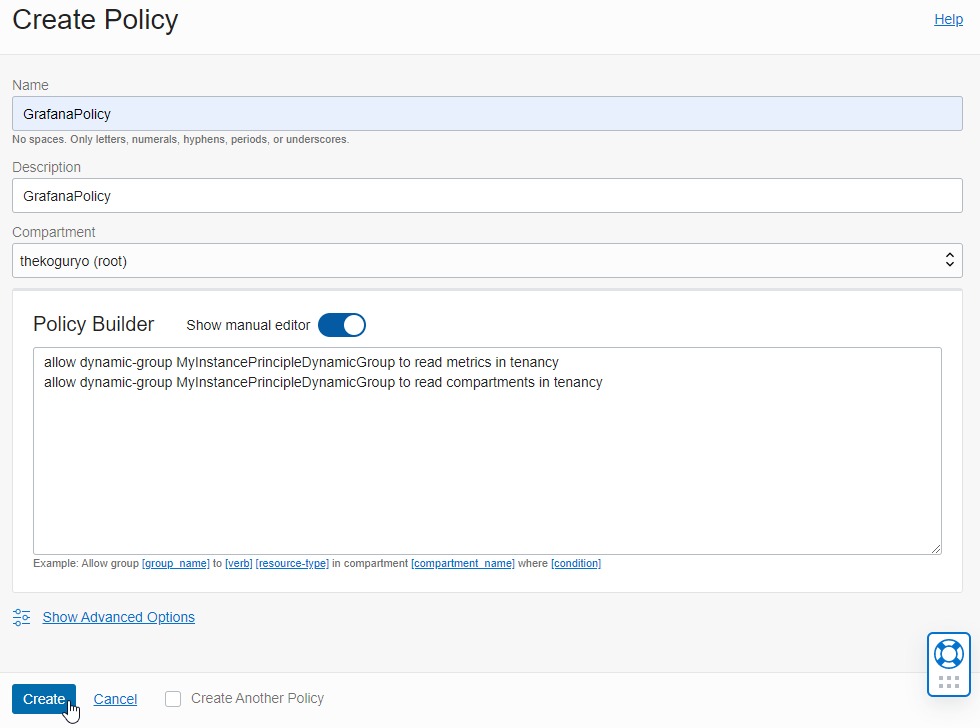 Create Policy
Help
Name
GrafanaPolicy
No spaces. Only letters, numerals, hyphens, periods, or underscores.
Description
GrafanaPolicy
Compartment
thekoguryo (root)
Policy Builder
Show manual editor
allow dynamic-group MyInstancePrincipleDynamicGroup to read metrics in tenancy
allow dynamic-group MyInstancePrincipleDynamicGroup to read compartments in tenancy
Example: Allow group [group_name] to [verb] [resource-type] in compartment [compartment_name] where [condition]
Show Advanced Options
Create
Cancel
Create Another Policy